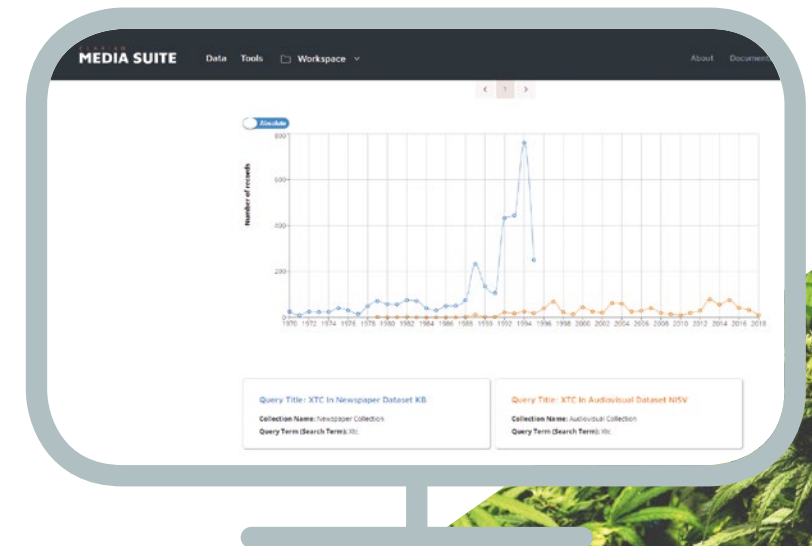 CLARIAH
MEDIA SUITE Data Tools Workspace About Document
< 1 >
Absolute
Number of records
800
600
400
200
0
1970 1972 1974 1976 1978 1980 1982 1984 1986 1988 1990 1992 1994 1996 1998 2000 2002 2004 2006 2008 2010 2012 2014 2016 2018
Query Title: XTC in Newspaper Dataset KB
Collection Name: Newspaper Collection
Query Term (Search Term): Xtc
Query Title: XTC in Audiovisual Dataset NISV
Collection Name: Audiovisual Collection
Query Term (Search Term): Xtc